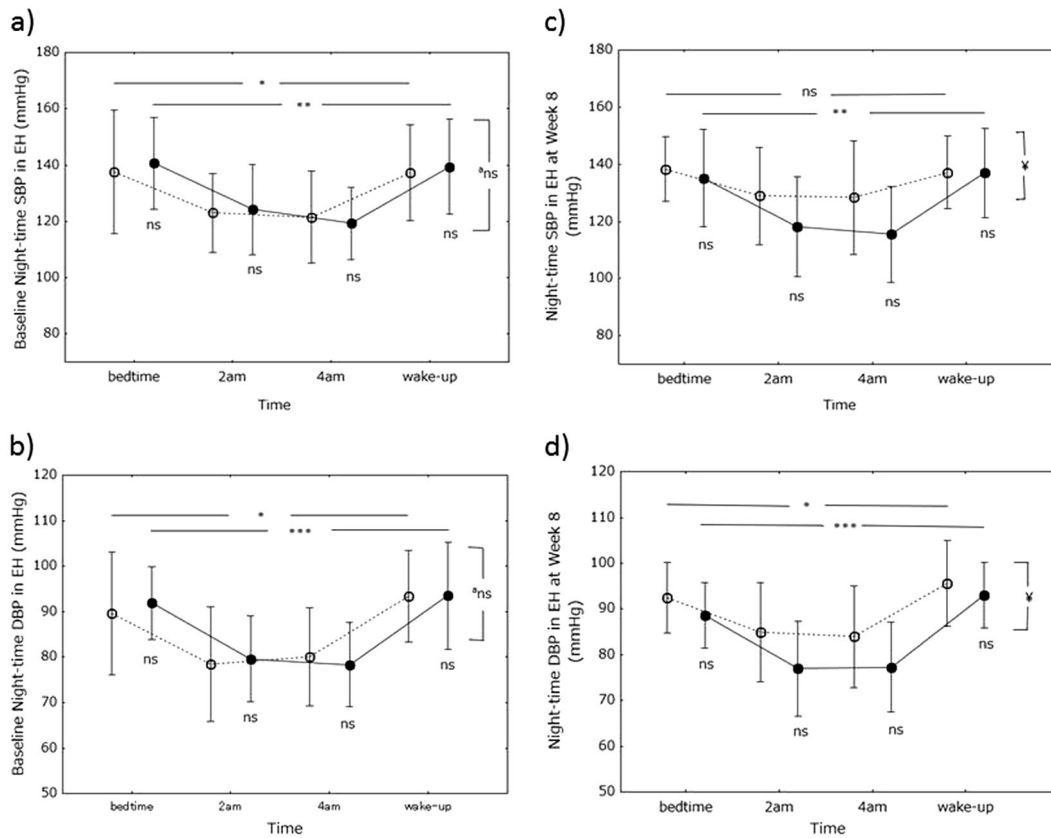 a)
Baseline Night-time SBP in EH (mmHg)
180
160
140
120
100
80
*
**
ªns
ns
ns
ns
ns
bedtime 2am 4am wake-up
Time
c)
Night-time SBP in EH at Week 8
(mmHg)
180
160
140
120
100
80
ns
**
¥
ns
ns
ns
ns
bedtime 2am 4am wake-up
Time
b)
Baseline Night-time DBP in EH (mmHg)
120
110
100
90
80
70
60
50
*
***
ªns
ns
ns
ns
ns
bedtime 2am 4am wake-up
Time
d)
Night-time DBP in EH at Week 8
(mmHg)
120
110
100
90
80
70
60
50
*
***
¥
ns
ns
ns
ns
bedtime 2am 4am wake-up
Time